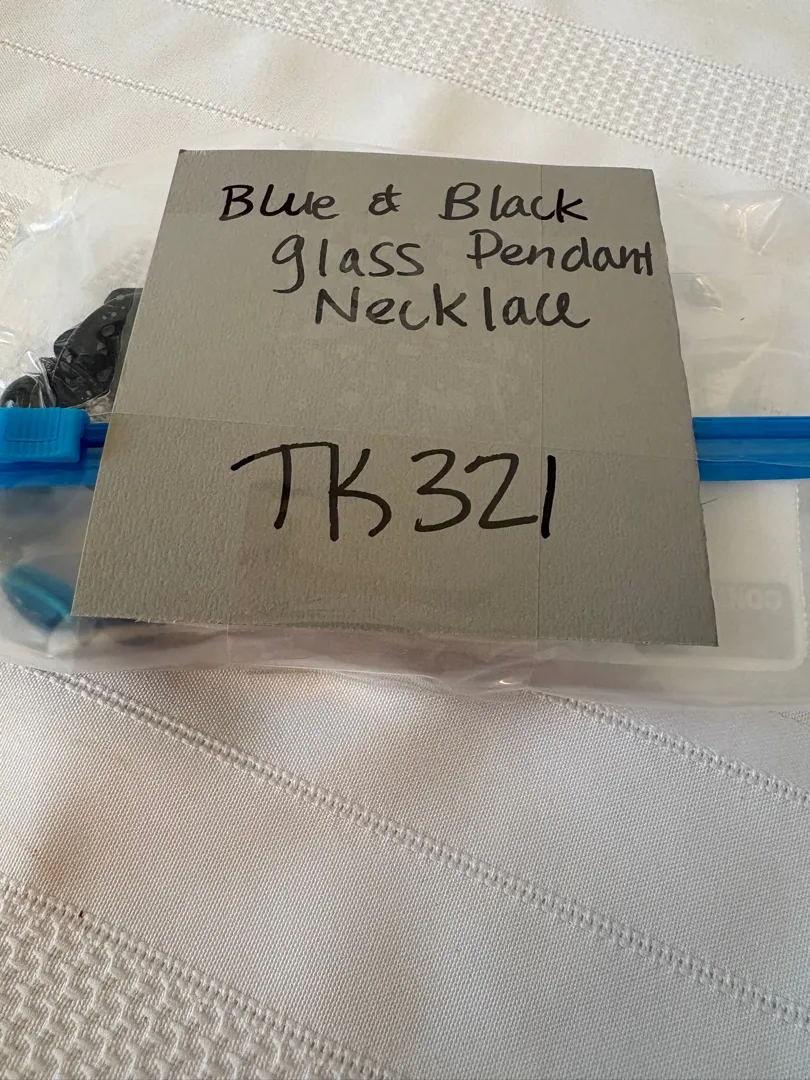 Blue & Black
glass Pendant
Necklace
TK321